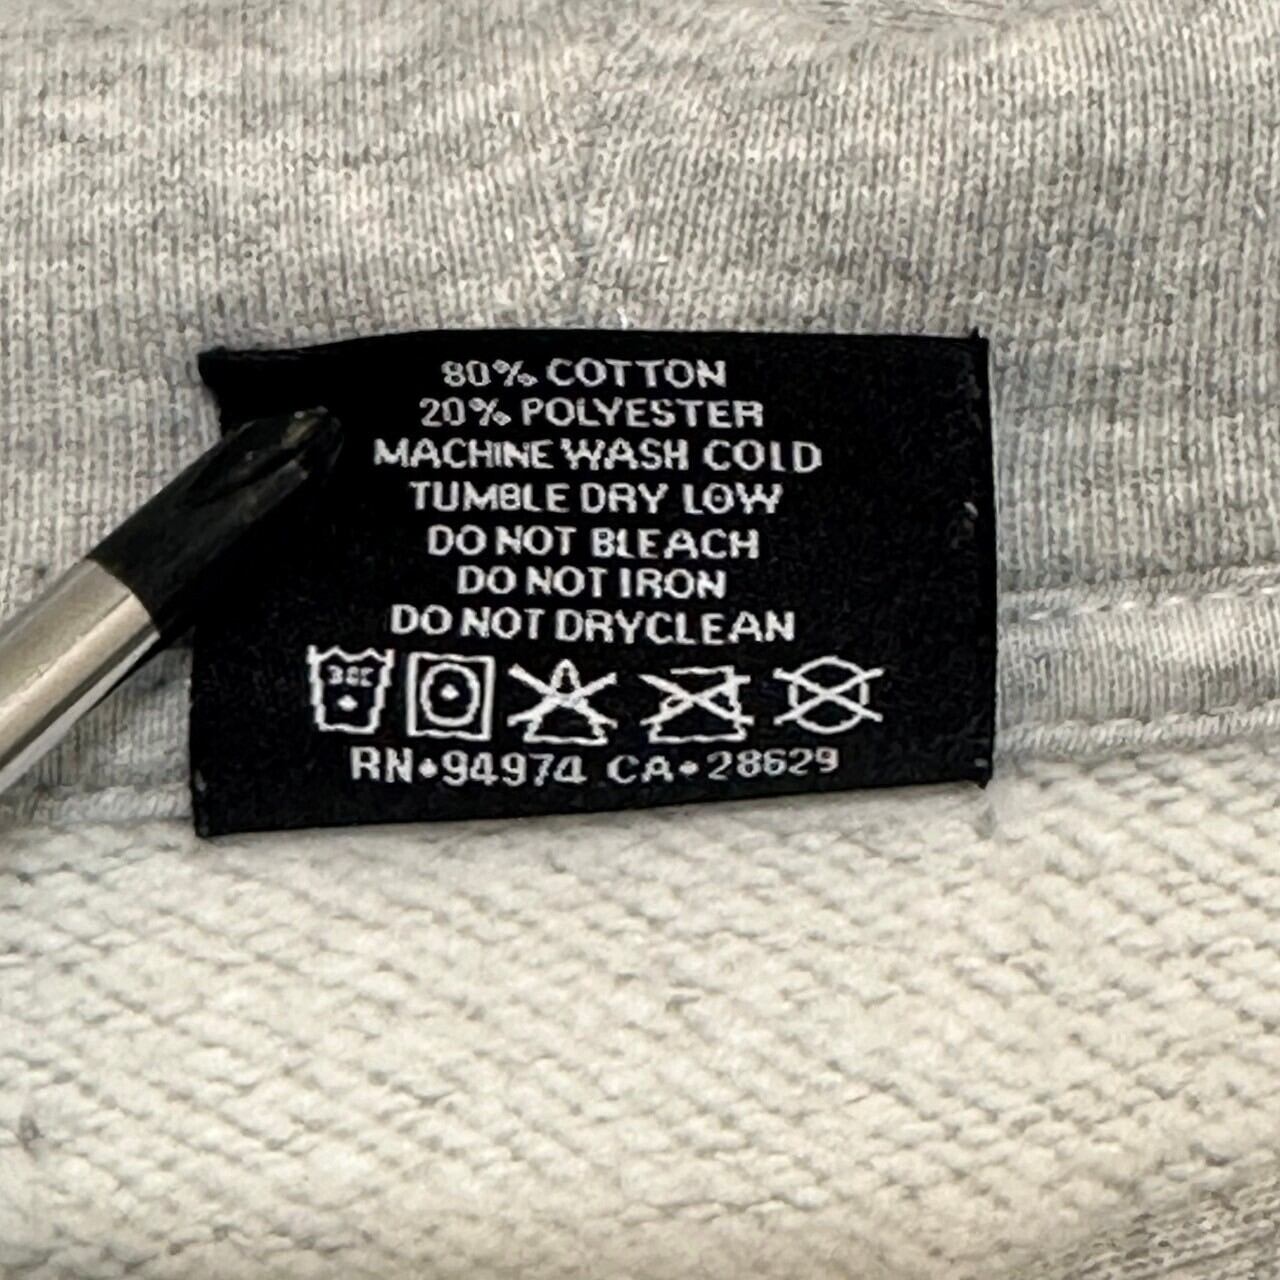 80% COTTON
20% POLYESTER
MACHINE WASH COLD
TUMBLE DRY LOW
DO NOT BLEACH
DO NOT IRON
DO NOT DRYCLEAN
RN•94974 CA•28629